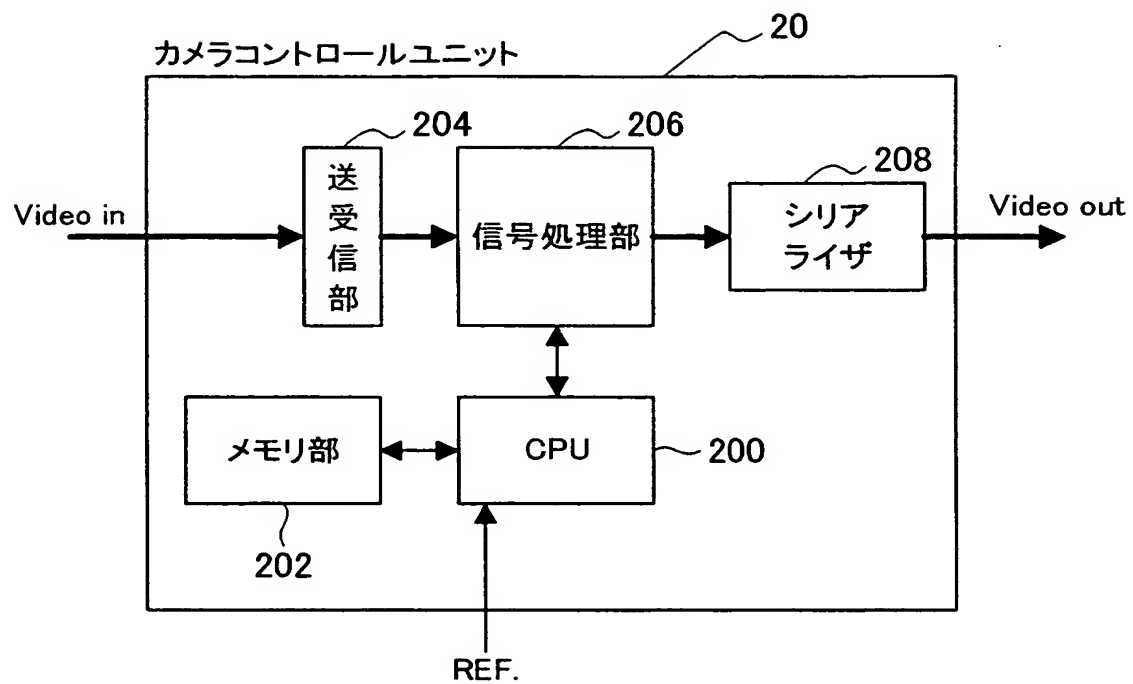 20
カメラコントロールユニット
204
206
208
Video in
送受信部
信号処理部
シリア
ライザ
Video out
メモリ部
CPU
200
202
REF.